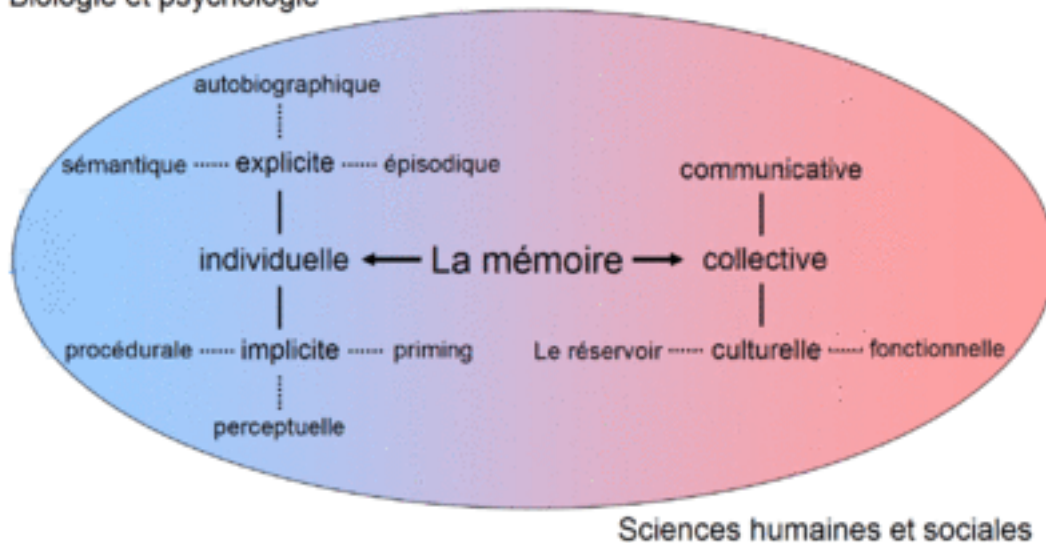 Biologie et psychologie
autobiographique
sémantique explicite épisodique
communicative
individuelle La mémoire collective
procédurale implicite priming Le réservoir culturelle fonctionnelle
perceptuelle
Sciences humaines et sociales